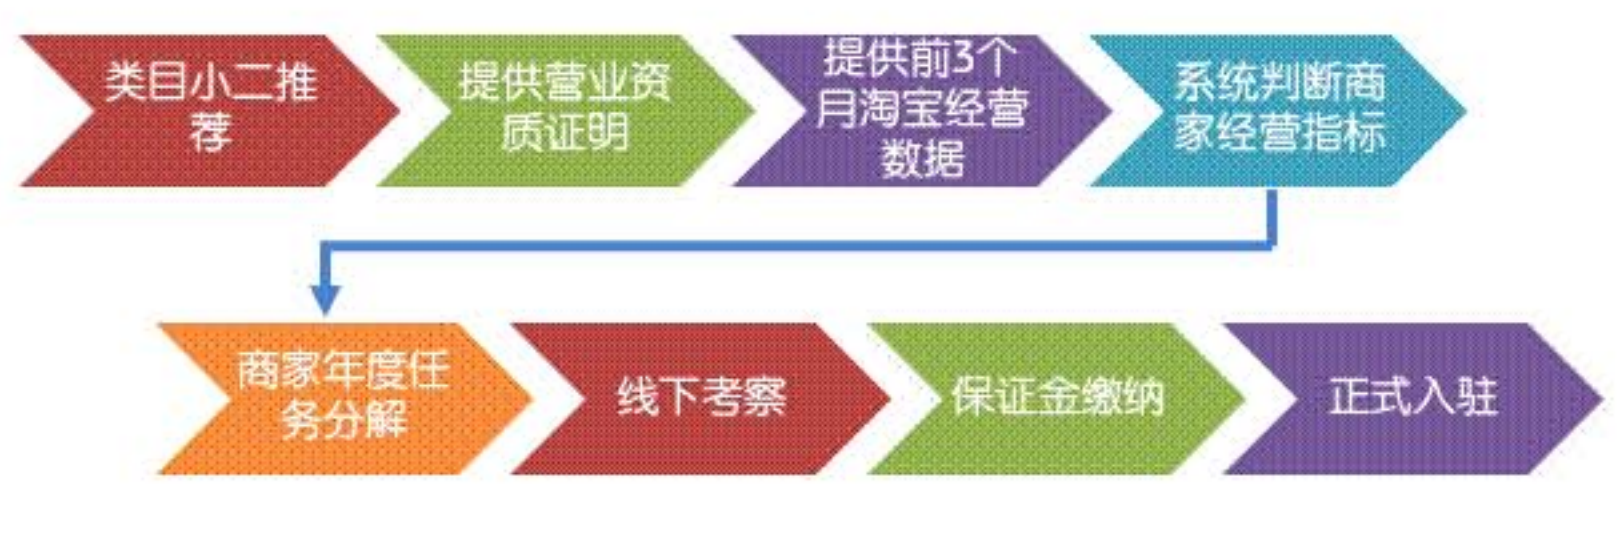 类目小二推
荐
提供营业资
质证明
提供前3个
月淘宝经营
数据
系统判断商
家经营指标
商家年度任
务分解
线下考察
保证金缴纳
正式入驻